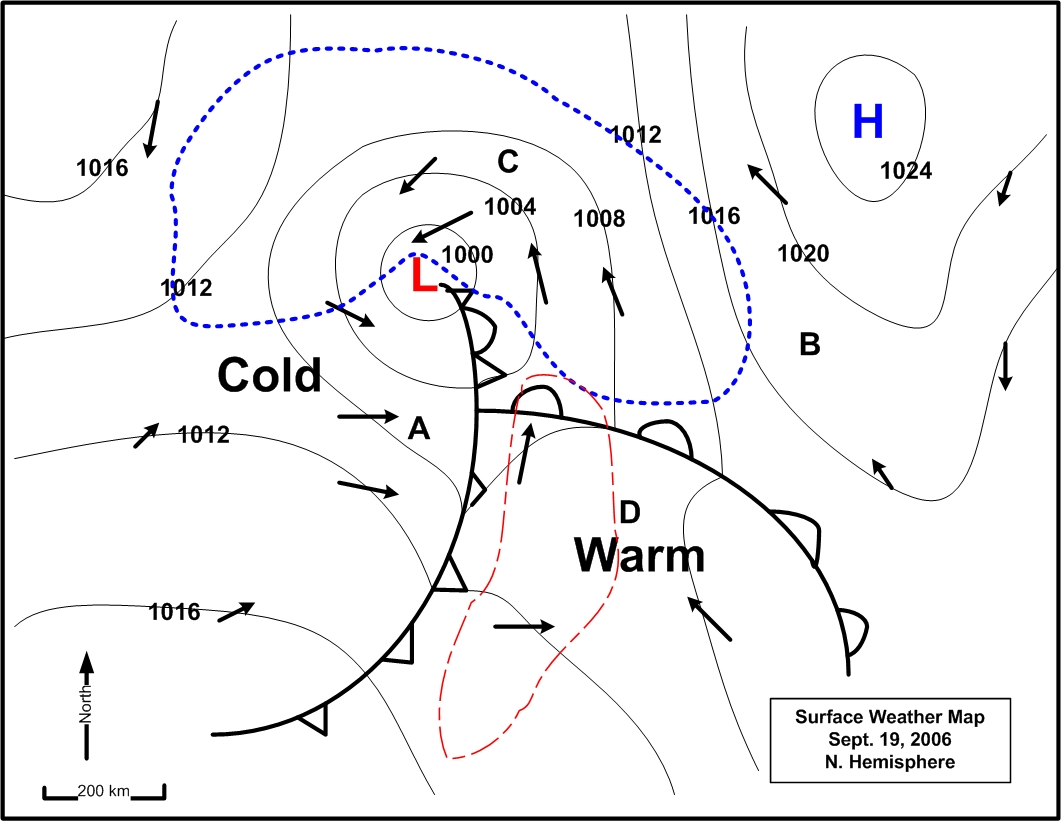 1012
H
1016
C
1024
1004
1008
1016
1020
1000
L
1012
B
Cold
A
1012
D
Warm
1016
North
Surface Weather Map
Sept. 19, 2006
N. Hemisphere
200 km